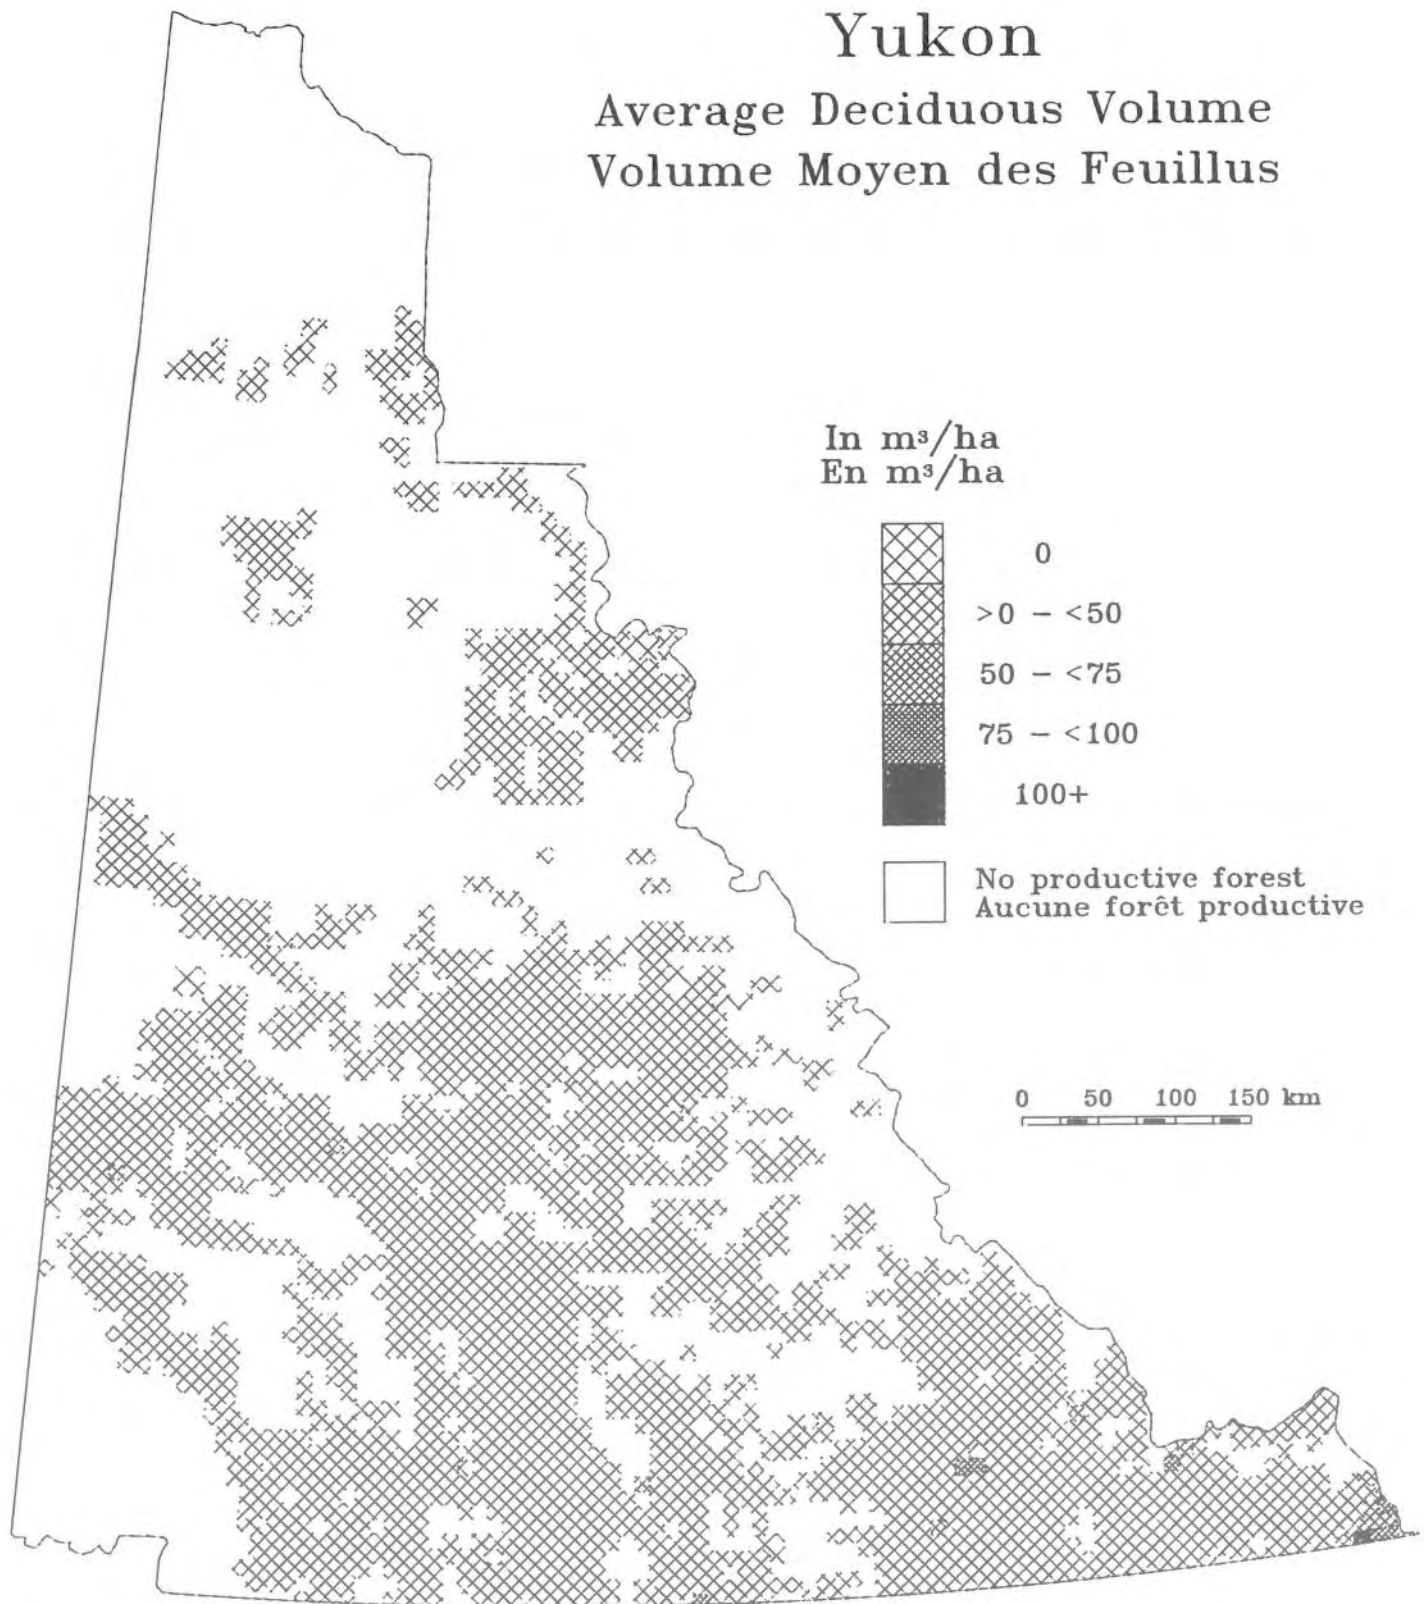 Yukon
Average Deciduous Volume
Volume Moyen des Feuillus
In m³/ha
En m³/ha
0
>0 – <50
50 – <75
75 – <100
100+
No productive forest
Aucune forêt productive
0 50 100 150 km